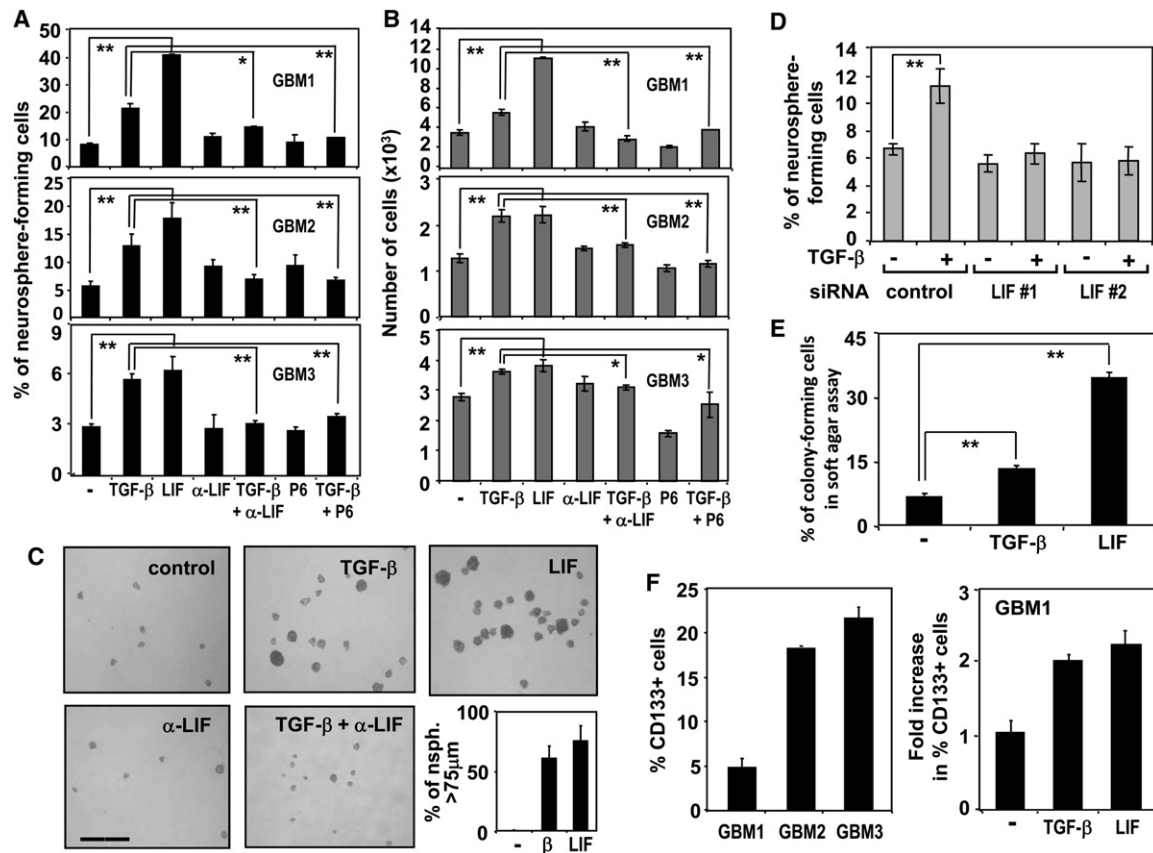 A
% of neurosphere-forming cells
50
40
30
20
10
0
** * **
GBM1
25
20
15
10
5
0
** ** **
GBM2
9
6
3
0
** ** **
GBM3
- TGF-β LIF α-LIF TGF-β P6 TGF-β
+ α-LIF + P6
B
Number of cells (x10³)
14
12
10
8
6
4
2
0
** ** **
GBM1
3
2
1
0
** ** **
GBM2
5
4
3
2
1
0
** * *
GBM3
- TGF-β LIF α-LIF TGF-β P6 TGF-β
+ α-LIF + P6
C
control
TGF-β
LIF
α-LIF
TGF-β + α-LIF
% of nsph.
>75μm
100
50
0
- β LIF
D
% of neurosphere-
forming cells
14
12
10
8
6
4
2
0
**
TGF-β - + - + - +
siRNA control LIF #1 LIF #2
E
% of colony-forming cells
in soft agar assay
45
30
15
0
**
**
- TGF-β LIF
F
% CD133+ cells
25
20
15
10
5
0
GBM1 GBM2 GBM3
Fold increase
in % CD133+ cells
3
2
1
0
GBM1
- TGF-β LIF